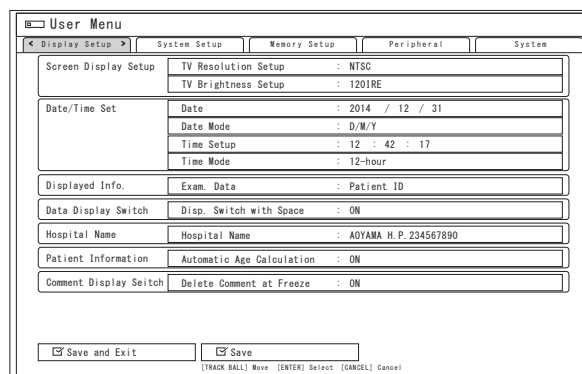 User Menu
< Display Setup > System Setup Memory Setup Peripheral System
Screen Display Setup TV Resolution Setup : NTSC
TV Brightness Setup : 120IRE
Date/Time Set Date : 2014 / 12 / 31
Date Mode : D/M/Y
Time Setup : 12 : 42 : 17
Time Mode : 12-hour
Displayed Info. Exam. Data : Patient ID
Data Display Switch Disp. Switch with Space : ON
Hospital Name Hospital Name : AOYAMA H.P.234567890
Patient Information Automatic Age Calculation : ON
Comment Display Seitch Delete Comment at Freeze : ON
Save and Exit Save
[TRACK BALL] Move [ENTER] Select [CANCEL] Cancel